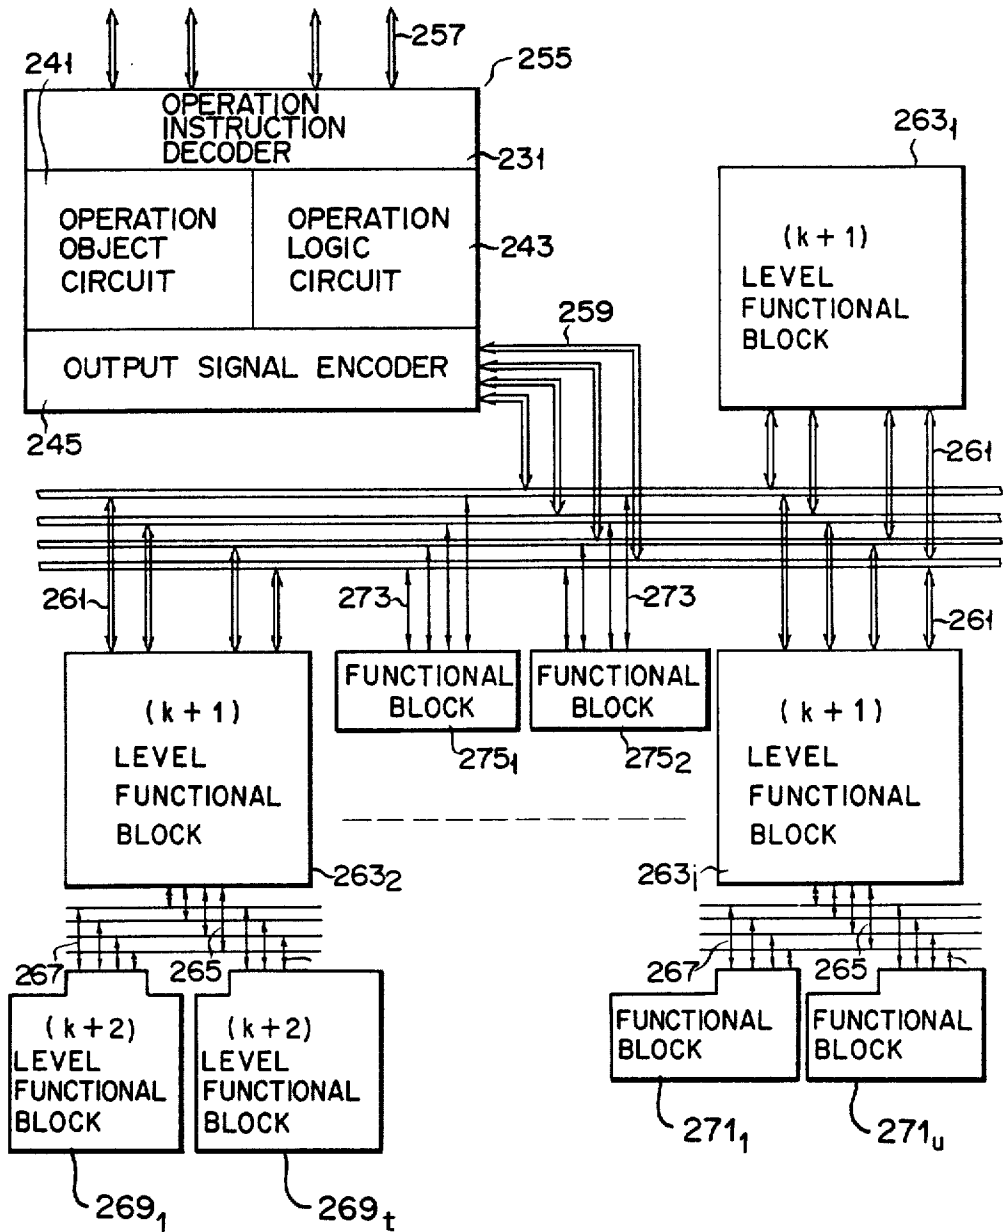 257
241
255
OPERATION
INSTRUCTION
DECODER
231
263₁
OPERATION
OBJECT
CIRCUIT
OPERATION
LOGIC
CIRCUIT
243
(k+1)
LEVEL
FUNCTIONAL
BLOCK
259
OUTPUT SIGNAL ENCODER
245
261
261
273
273
261
(k+1)
LEVEL
FUNCTIONAL
BLOCK
FUNCTIONAL
BLOCK
FUNCTIONAL
BLOCK
(k+1)
LEVEL
FUNCTIONAL
BLOCK
275₁
275₂
263₂
263ᵢ
267
265
267
265
(k+2)
LEVEL
FUNCTIONAL
BLOCK
(k+2)
LEVEL
FUNCTIONAL
BLOCK
FUNCTIONAL
BLOCK
FUNCTIONAL
BLOCK
271₁
271ᵤ
269₁
269ₜ